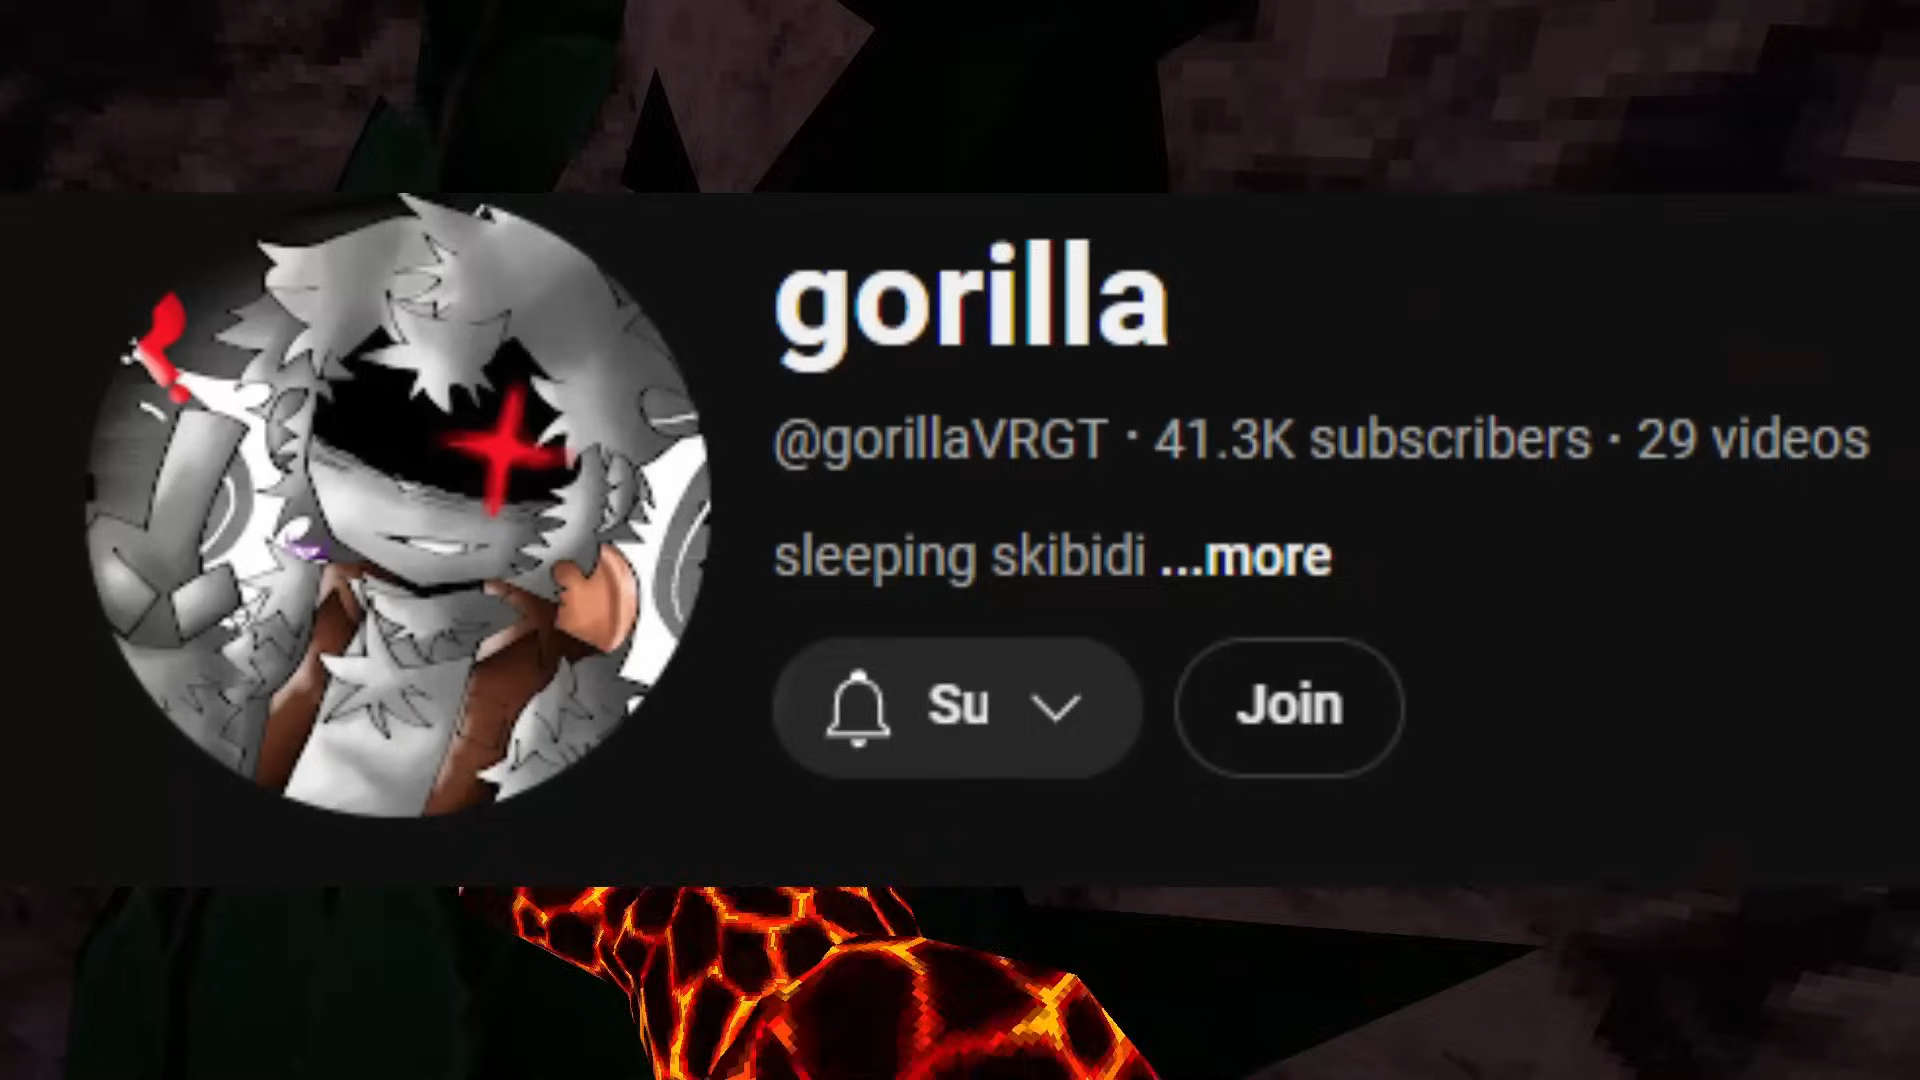 gorilla
@gorillaVRGT · 41.3K subscribers · 29 videos
sleeping skibidi ...more
Su
Join